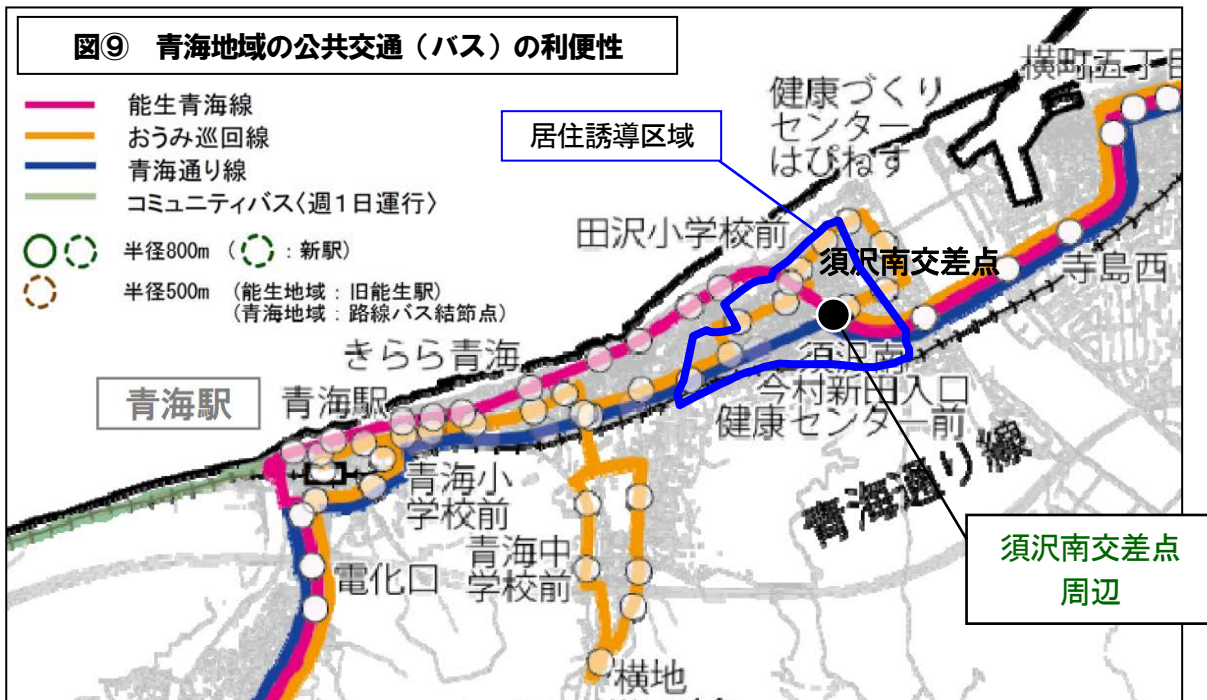 図⑨ 青海地域の公共交通（バス）の利便性
能生青海線
おうみ巡回線
青海通り線
コミュニティバス〈週１日運行〉
半径800m （ ：新駅）
半径500m （能生地域：旧能生駅）
（青海地域：路線バス結節点）
居住誘導区域
健康づくり
センター
はぴねす
横町五丁目
田沢小学校前
須沢南交差点
寺島西
きらら青海
青海駅
青海駅
須沢南
今村新田入口
健康センター前
青海通り線
青海小
学校前
青海中
学校前
電化口
横地
須沢南交差点
周辺